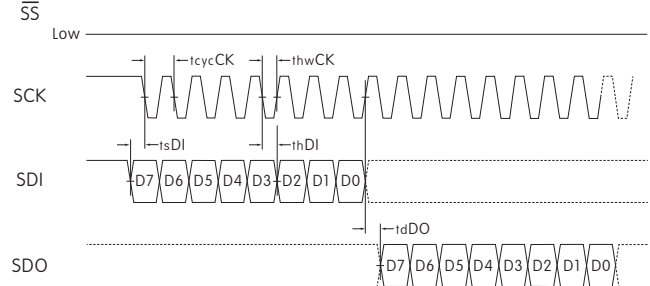 SS
Low
tcycCK thwCK
SCK
tsDI thDI
SDI D7 D6 D5 D4 D3 D2 D1 D0
tdDO
SDO D7 D6 D5 D4 D3 D2 D1 D0